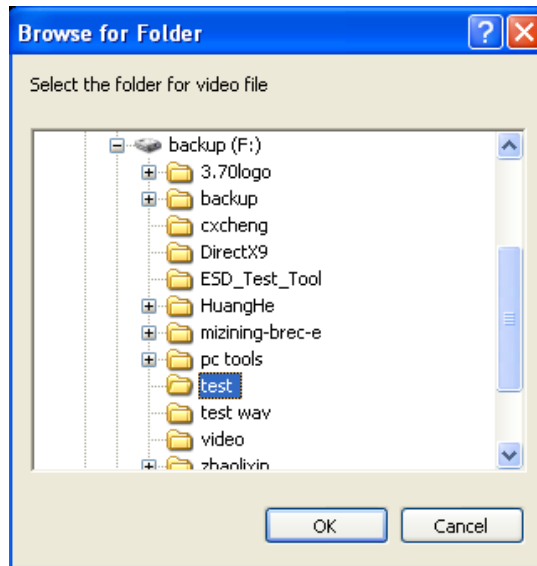 Browse for Folder
Select the folder for video file
backup (F:)
3.70logo
backup
cxcheng
DirectX9
ESD_Test_Tool
HuangHe
mizining-brec-e
pc tools
test
test wav
video
zhaolixin
OK
Cancel